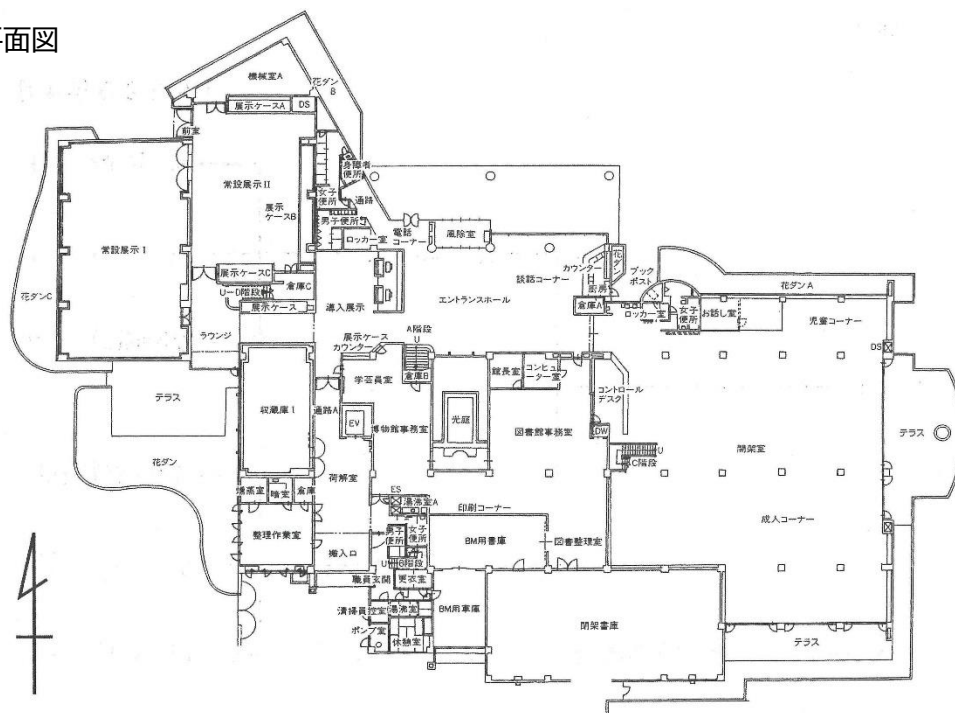 平面図
機械室A
花ダン
B
展示ケースA
DS
前室
常設展示Ⅱ
展示
ケースB
身障者
便所
女子
便所
通路
男子便所
ロッカー室
電話
コーナー
風除室
常設展示Ⅰ
花ダンC
展示ケースC
U-D階段
倉庫C
展示ケース
導入展示
エントランスホール
談話コーナー
カウンター
花ダン
厨房
倉庫A
ブック
ポスト
ロッカー室
女子
便所
お話し室
花ダンA
児童コーナー
DS
ラウンジ
展示ケース
カウンター
A階段
U
倉庫B
学芸員室
館長室
コンピュ
ーター室
コントロール
デスク
テラス
収蔵庫Ⅰ
通路A
EV
博物館事務室
光庭
図書館事務室
DW
C階段
U
開架室
テラス
花ダン
荷解室
燻蒸室
暗室
倉庫
ES
湯沸室A
印刷コーナー
成人コーナー
整理作業室
搬入口
男子
便所
女子
便所
BM用書庫
図書整理室
U
B階段
職員玄関
更衣室
清掃員控室
湯沸室
BM用車庫
閉架書庫
ポンプ室
休憩室
テラス